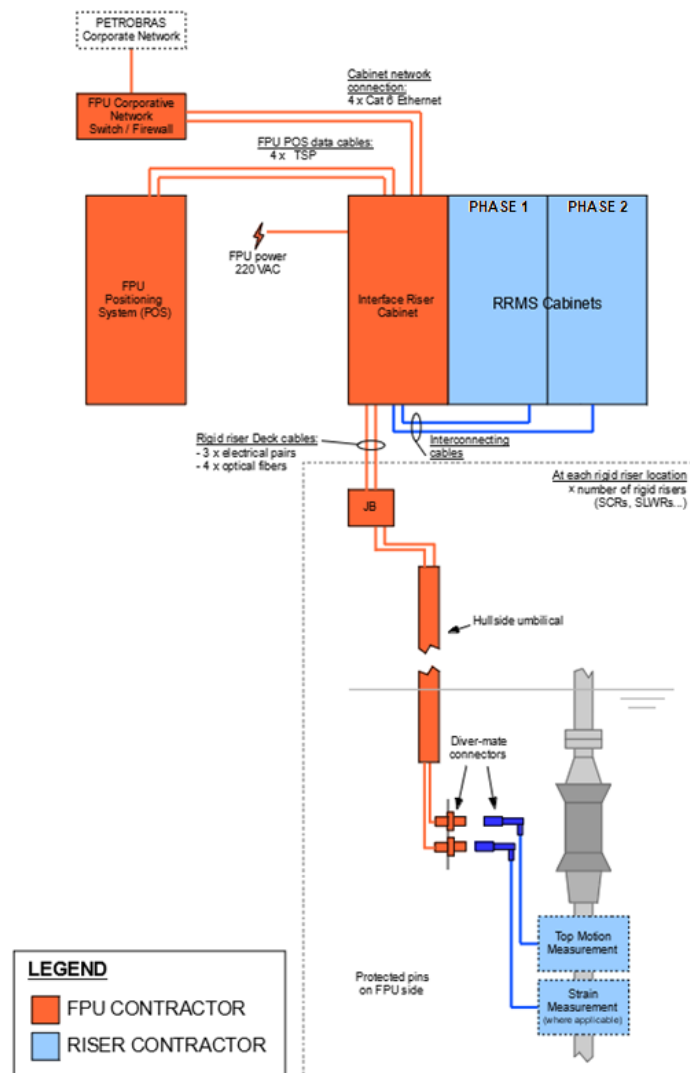 PETROBRAS
Corporate Network
Cabinet network
connection:
4 x Cat 6 Ethernet
FPU Corporative
Network
Switch / Firewall
FPU POS data cables:
4 x TSP
PHASE 1
PHASE 2
FPU power
220 VAC
FPU
Positioning
System (POS)
Interface Riser
Cabinet
RRMS Cabinets
Rigid riser Deck cables:
- 3 x electrical pairs
- 4 x optical fibers
Interconnecting
cables
At each rigid riser location
x number of rigid risers
(SCRs, SLWRs...)
JB
Hullside umbilical
Diver-mate
connectors
Top Motion
Measurement
Protected pins
on FPU side
Strain
Measurement
(where applicable)
LEGEND
FPU CONTRACTOR
RISER CONTRACTOR